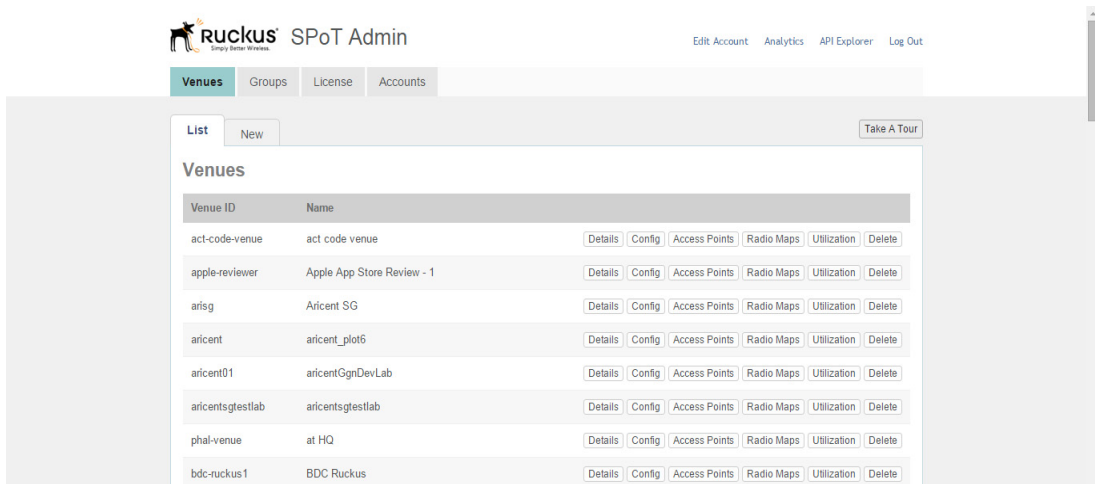 Ruckus SPoT Admin
Simply Better Wireless.
Edit Account Analytics API Explorer Log Out
Venues Groups License Accounts
List New Take A Tour
Venues
Venue ID Name
act-code-venue act code venue Details Config Access Points Radio Maps Utilization Delete
apple-reviewer Apple App Store Review - 1 Details Config Access Points Radio Maps Utilization Delete
arisg Aricent SG Details Config Access Points Radio Maps Utilization Delete
aricent aricent_plot6 Details Config Access Points Radio Maps Utilization Delete
aricent01 aricentGgnDevLab Details Config Access Points Radio Maps Utilization Delete
aricentsgtestlab aricentsgtestlab Details Config Access Points Radio Maps Utilization Delete
phal-venue at HQ Details Config Access Points Radio Maps Utilization Delete
bdc-ruckus1 BDC Ruckus Details Config Access Points Radio Maps Utilization Delete